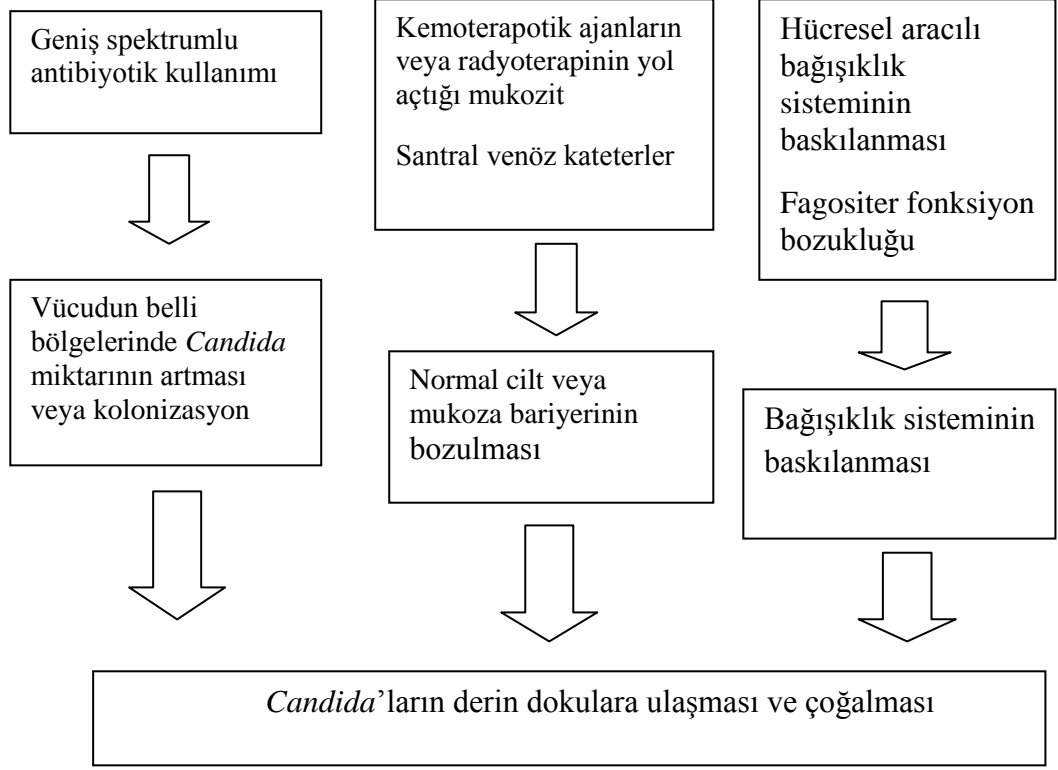 Geniş spektrumlu
antibiyotik kullanımı
Vücudun belli
bölgelerinde Candida
miktarının artması
veya kolonizasyon
Kemoterapotik ajanların
veya radyoterapinin yol
açtığı mukozit
Santral venöz kateterler
Normal cilt veya
mukoza bariyerinin
bozulması
Hücresel aracılı
bağışıklık
sisteminin
baskılanması
Fagositer fonksiyon
bozukluğu
Bağışıklık sisteminin
baskılanması
Candida’ların derin dokulara ulaşması ve çoğalması